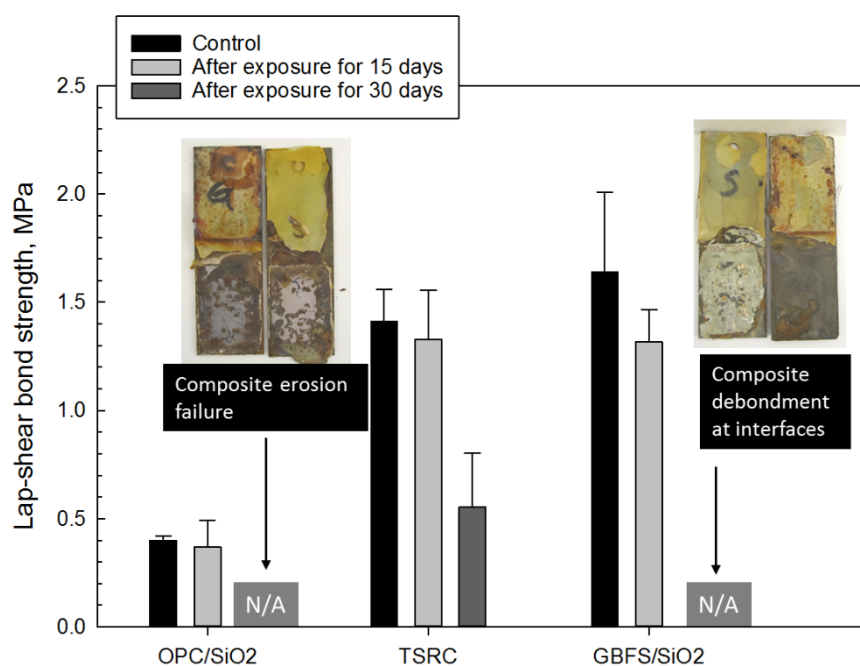 Control
After exposure for 15 days
After exposure for 30 days
Lap-shear bond strength, MPa
2.5
2.0
1.5
1.0
0.5
0.0
G
S
Composite erosion
failure
Composite
debondment
at interfaces
N/A
N/A
OPC/SiO2
TSRC
GBFS/SiO2